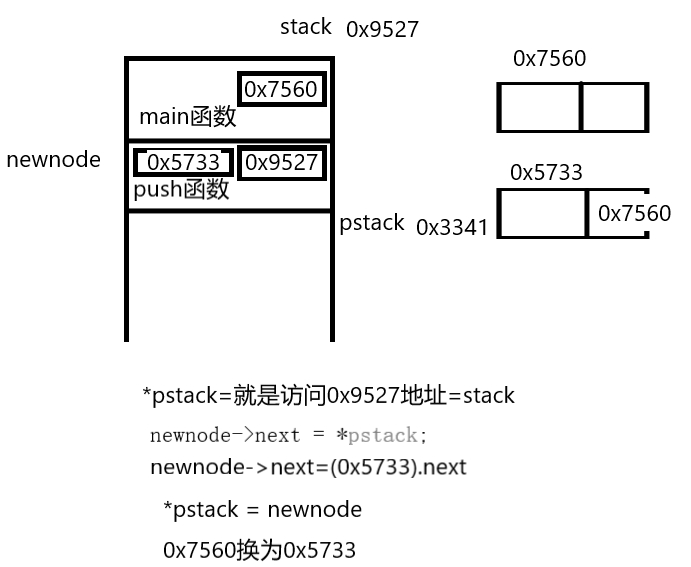 stack 0x9527
0x7560
0x7560
main函数
newnode
0x5733 0x9527
push函数
0x5733
0x7560
pstack 0x3341
*pstack=就是访问0x9527地址=stack
newnode->next = *pstack;
newnode->next=(0x5733).next
*pstack = newnode
0x7560换为0x5733